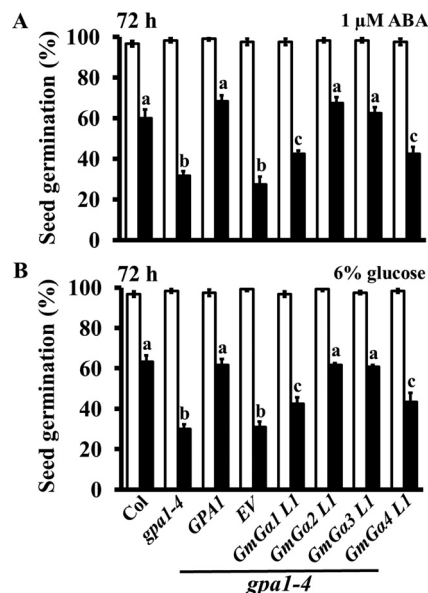 A
72 h
1 µM ABA
Seed germination (%)
100
80
60
40
20
0
a
b
a
b
c
a
a
c
B
72 h
6% glucose
Seed germination (%)
100
80
60
40
20
0
a
b
a
b
c
a
a
c
Col
gpa1-4
GPA1
EV
GmGα1 L1
GmGα2 L1
GmGα3 L1
GmGα4 L1
gpa1-4